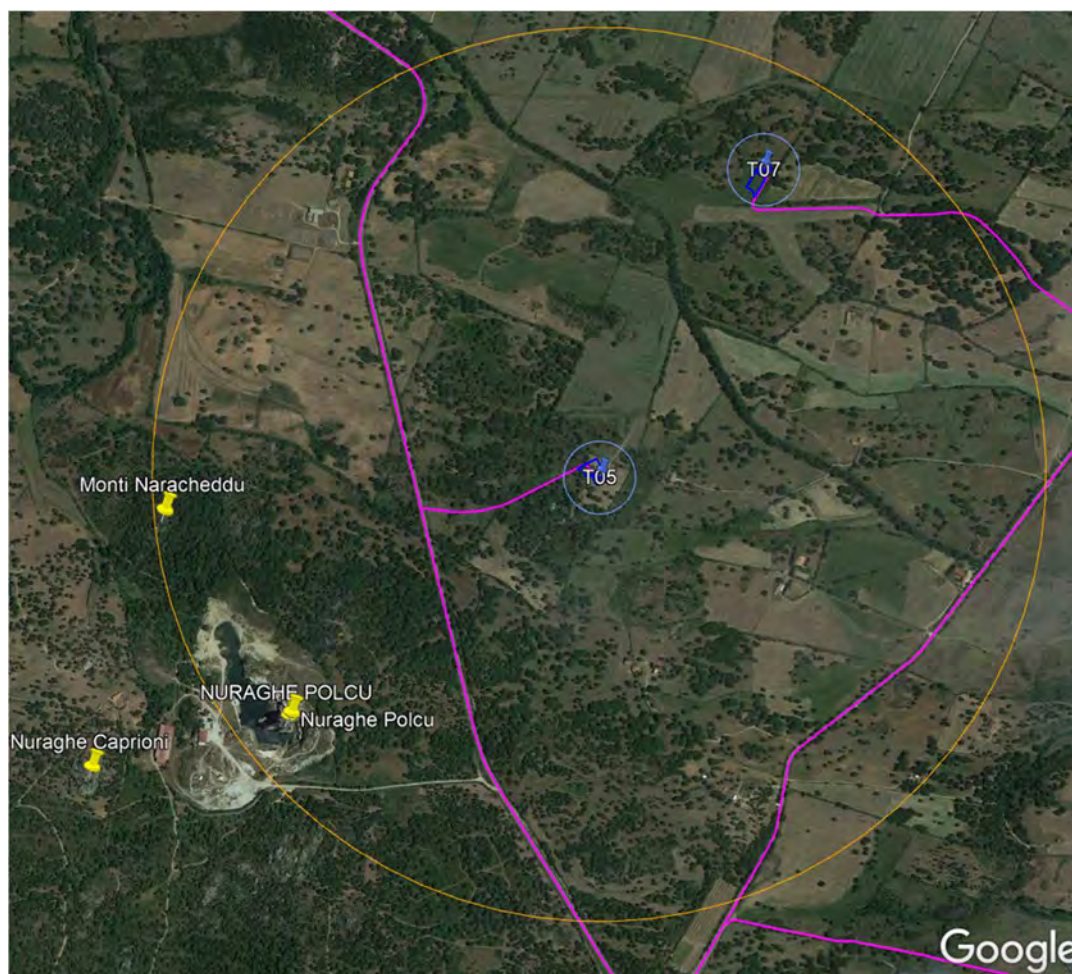 T07
T05
Monti Naracheddu
NURAGHE POLCU
Nuraghe Polcu
Nuraghe Caprioni
Google